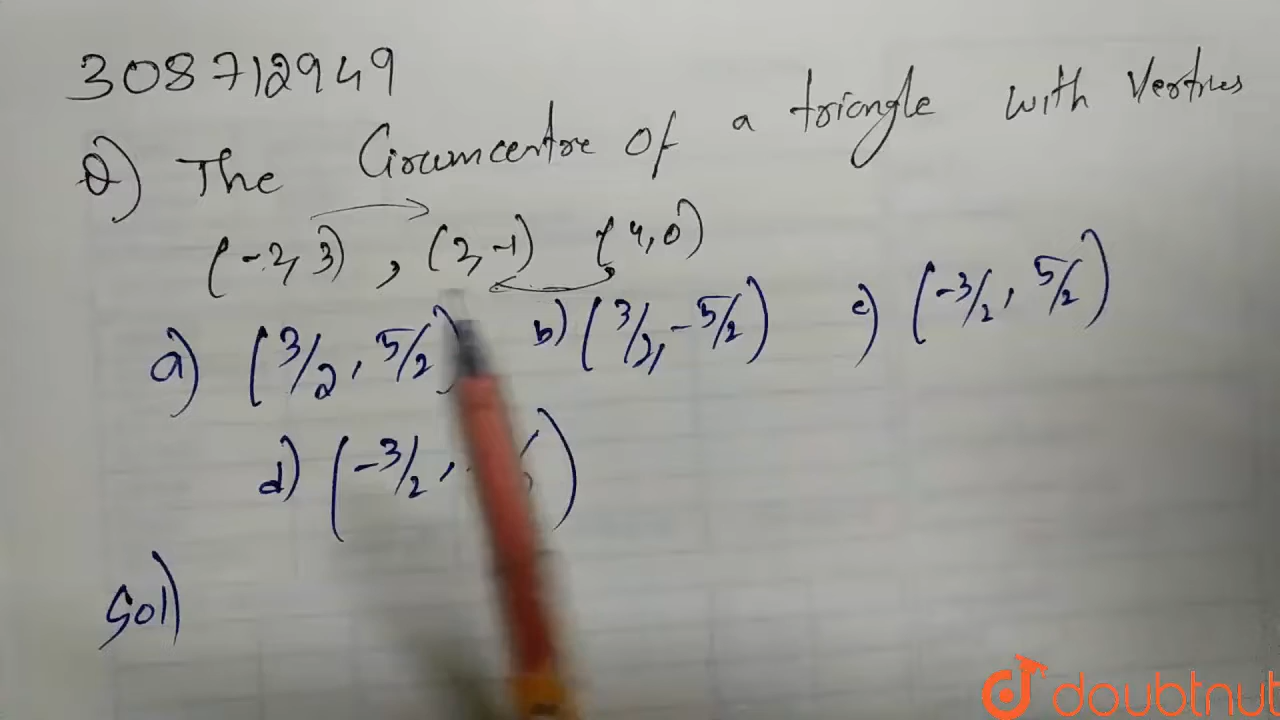 308712949
Q) The Circumcentre of a triangle with Vertices
(-2, 3) , (2, -1) (4, 0)
a) (3/2, 5/2) b) (3/2, -5/2) c) (-3/2, 5/2)
d) (-3/2,
Sol)
doubtnut